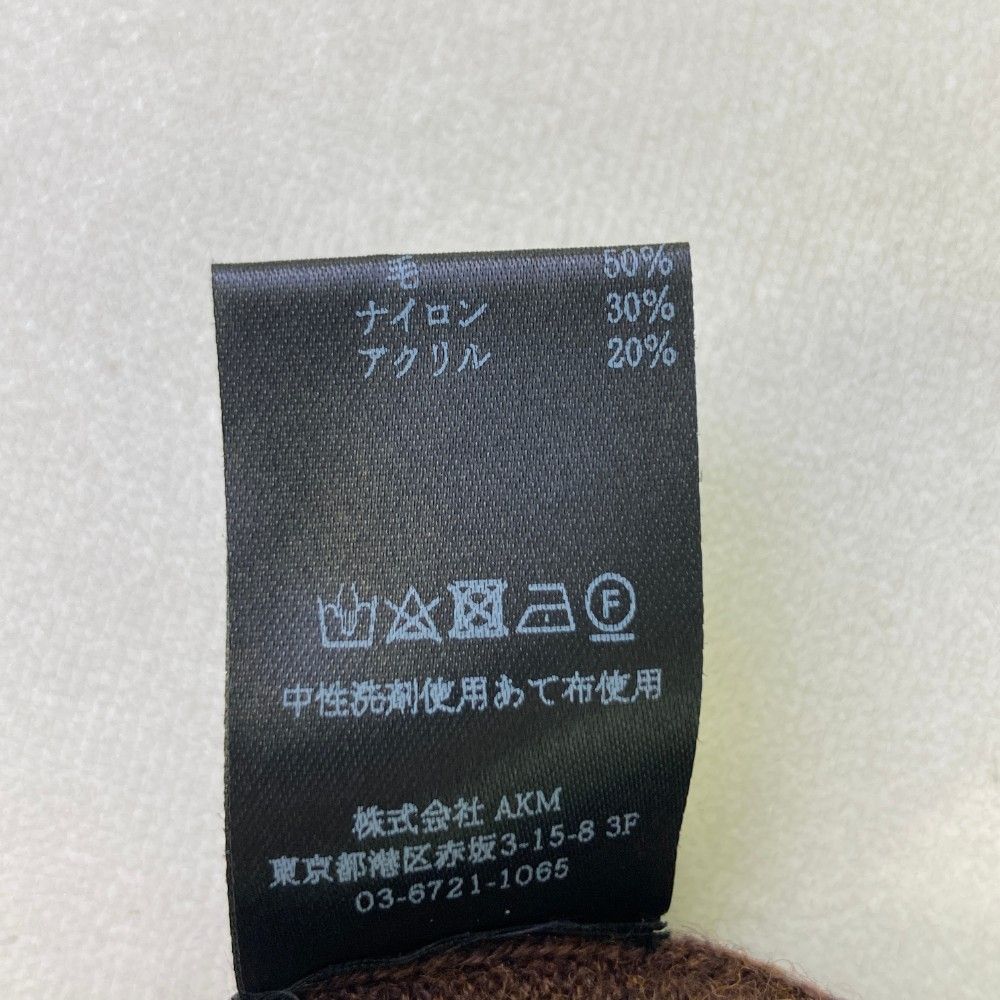 毛 50%
ナイロン 30%
アクリル 20%
F
中性洗剤使用あて布使用
株式会社 AKM
東京都港区赤坂3-15-8 3F
03-6721-1065